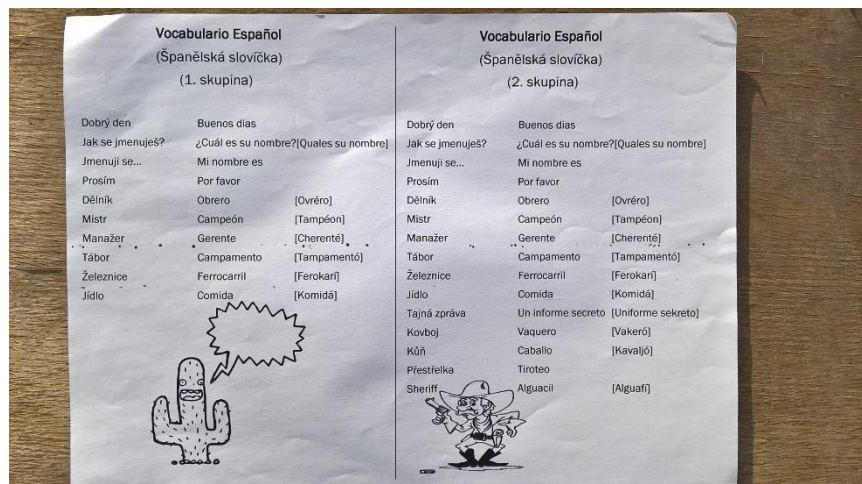 Vocabulario Español
(Španělská slovíčka)
(1. skupina)
Dobrý den Buenos dias
Jak se jmenuješ? ¿Cuál es su nombre?[Quales su nombre]
Jmenuji se... Mi nombre es
Prosím Por favor
Dělník Obrero [Ovréro]
Mistr Campeón [Tampéon]
Manažer Gerente [Cherenté]
Tábor Campamento [Tampamentó]
Železnice Ferrocarril [Ferokarí]
Jídlo Comida [Komidá]
Vocabulario Español
(Španělská slovíčka)
(2. skupina)
Dobrý den Buenos dias
Jak se jmenuješ? ¿Cuál es su nombre?[Quales su nombre]
Jmenuji se... Mi nombre es
Prosím Por favor
Dělník Obrero [Ovréro]
Mistr Campeón [Tampéon]
Manažer Gerente [Cherenté]
Tábor Campamento [Tampamentó]
Železnice Ferrocarril [Ferokarí]
Jídlo Comida [Komidá]
Tajná zpráva Un informe secreto [Uniforme sekreto]
Kovboj Vaquero [Vakeró]
Kůň Caballo [Kavaljó]
Přestřelka Tiroteo
Sheriff Alguacil [Alguafí]